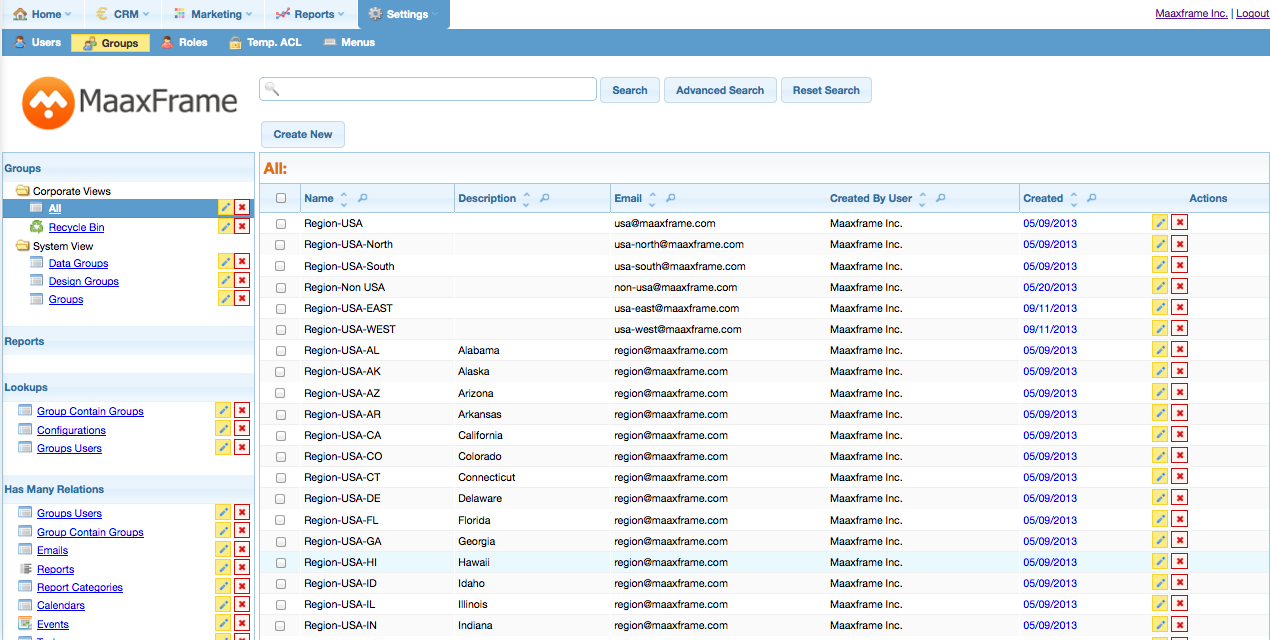 Home CRM Marketing Reports Settings Maaxframe Inc. | Logout
Users Groups Roles Temp. ACL Menus
MaaxFrame
Search Advanced Search Reset Search
Create New
Groups
Corporate Views
All
Recycle Bin
System View
Data Groups
Design Groups
Groups
Reports
Lookups
Group Contain Groups
Configurations
Groups Users
Has Many Relations
Groups Users
Group Contain Groups
Emails
Reports
Report Categories
Calendars
Events
All:
Name Description Email Created By User Created Actions
Region-USA usa@maaxframe.com Maaxframe Inc. 05/09/2013
Region-USA-North usa-north@maaxframe.com Maaxframe Inc. 05/09/2013
Region-USA-South usa-south@maaxframe.com Maaxframe Inc. 05/09/2013
Region-Non USA non-usa@maaxframe.com Maaxframe Inc. 05/20/2013
Region-USA-EAST usa-east@maaxframe.com Maaxframe Inc. 09/11/2013
Region-USA-WEST usa-west@maaxframe.com Maaxframe Inc. 09/11/2013
Region-USA-AL Alabama region@maaxframe.com Maaxframe Inc. 05/09/2013
Region-USA-AK Alaska region@maaxframe.com Maaxframe Inc. 05/09/2013
Region-USA-AZ Arizona region@maaxframe.com Maaxframe Inc. 05/09/2013
Region-USA-AR Arkansas region@maaxframe.com Maaxframe Inc. 05/09/2013
Region-USA-CA California region@maaxframe.com Maaxframe Inc. 05/09/2013
Region-USA-CO Colorado region@maaxframe.com Maaxframe Inc. 05/09/2013
Region-USA-CT Connecticut region@maaxframe.com Maaxframe Inc. 05/09/2013
Region-USA-DE Delaware region@maaxframe.com Maaxframe Inc. 05/09/2013
Region-USA-FL Florida region@maaxframe.com Maaxframe Inc. 05/09/2013
Region-USA-GA Georgia region@maaxframe.com Maaxframe Inc. 05/09/2013
Region-USA-HI Hawaii region@maaxframe.com Maaxframe Inc. 05/09/2013
Region-USA-ID Idaho region@maaxframe.com Maaxframe Inc. 05/09/2013
Region-USA-IL Illinois region@maaxframe.com Maaxframe Inc. 05/09/2013
Region-USA-IN Indiana region@maaxframe.com Maaxframe Inc. 05/09/2013